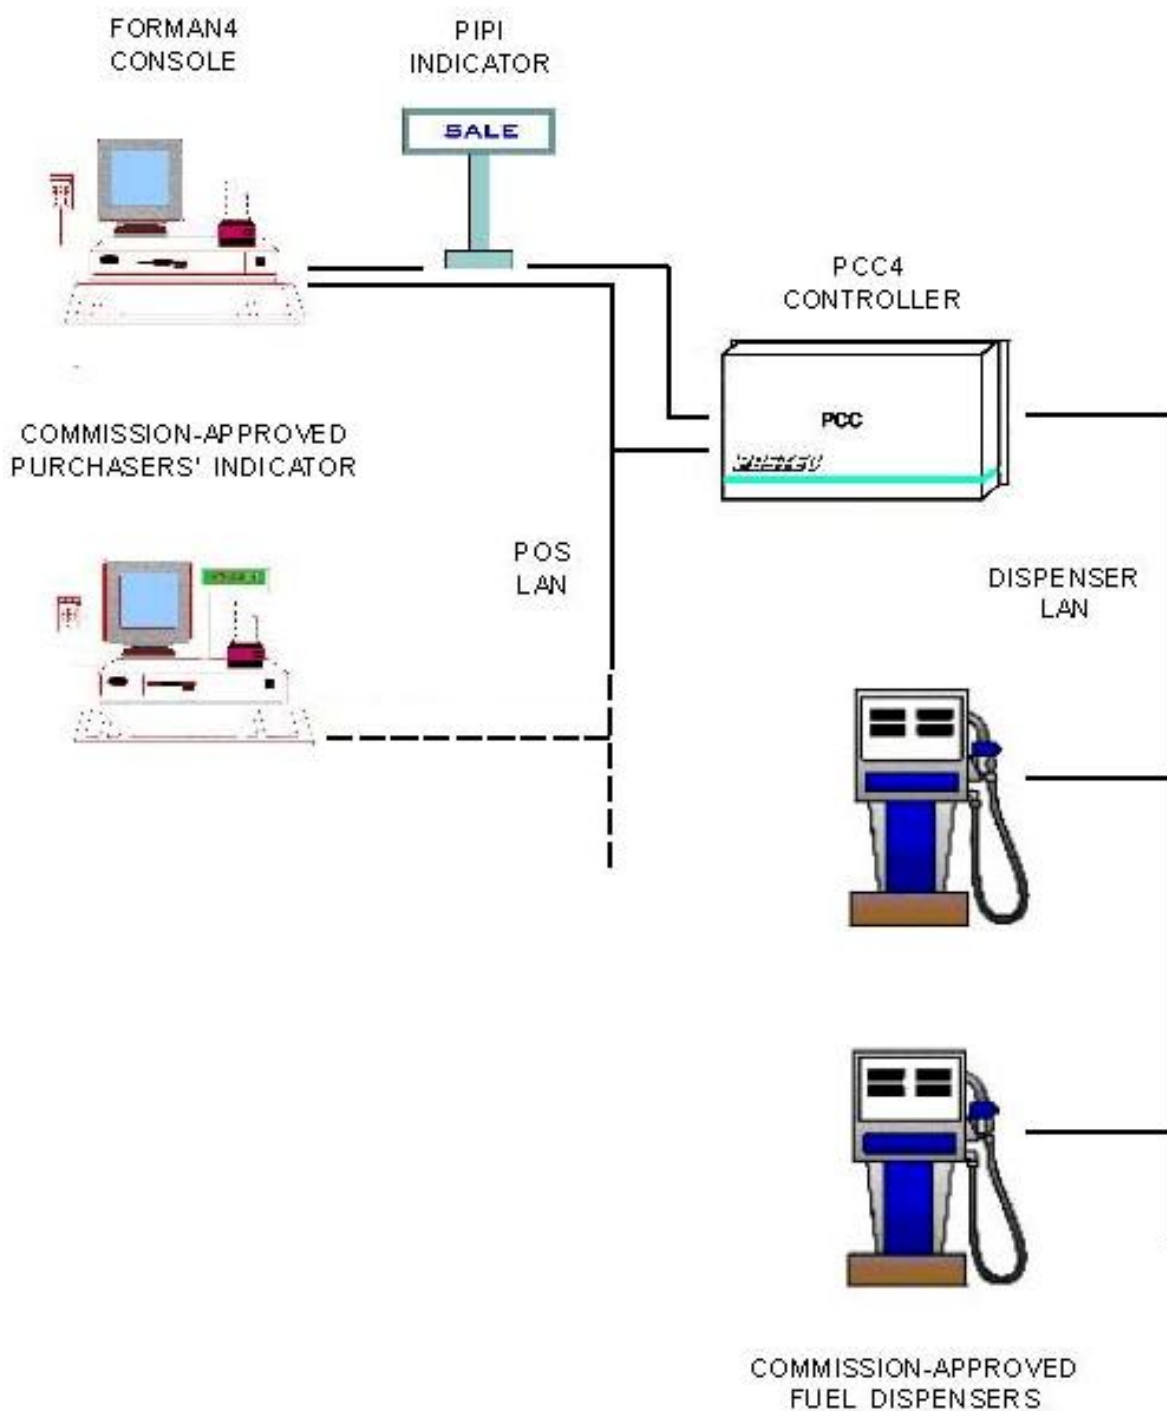 FORMAN4
CONSOLE
PIPI
INDICATOR
SALE
PCC4
CONTROLLER
PCC
POSTEC
COMMISSION-APPROVED
PURCHASERS' INDICATOR
POS
LAN
DISPENSER
LAN
COMMISSION-APPROVED
FUEL DISPENSERS